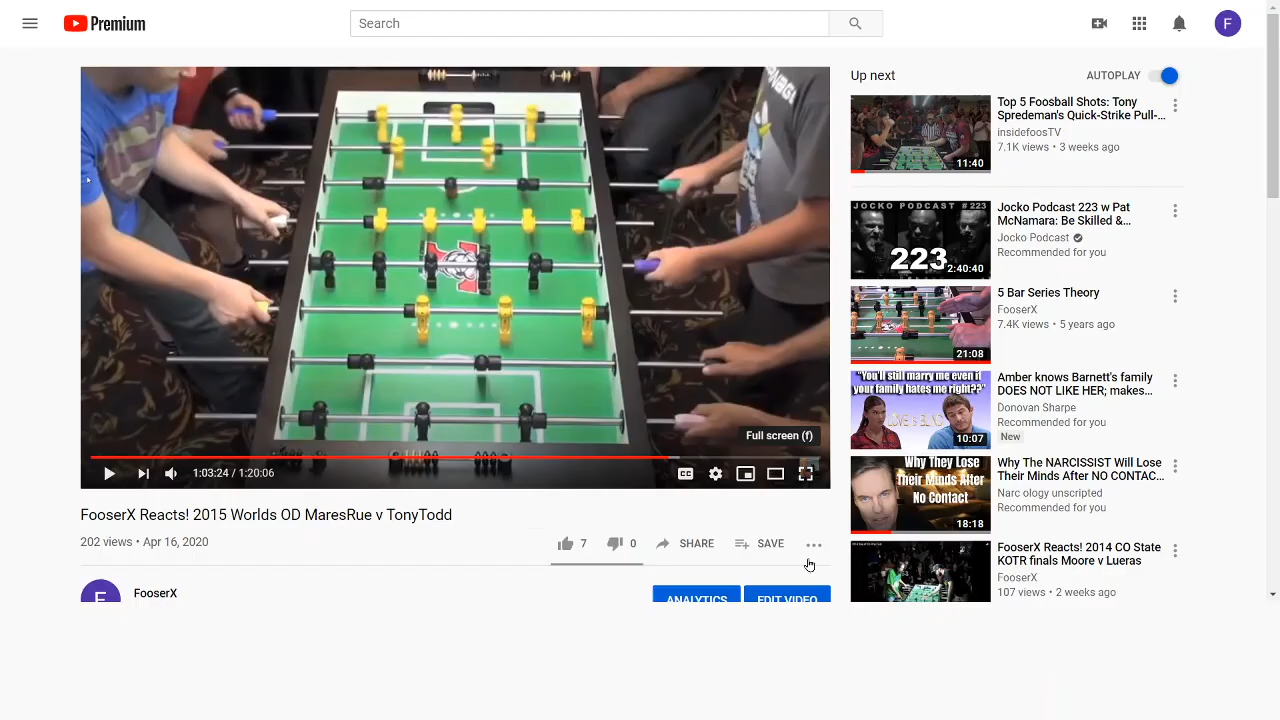 Premium
Search
F
Full screen (f)
1:03:24 / 1:20:06
CC
FooserX Reacts! 2015 Worlds OD MaresRue v TonyTodd
202 views • Apr 16, 2020
7
0
SHARE
SAVE
F
FooserX
ANALYTICS
EDIT VIDEO
Up next
AUTOPLAY
11:40
Top 5 Foosball Shots: Tony
Spredeman's Quick-Strike Pull-...
insidefoosTV
7.1K views • 3 weeks ago
JOCKO PODCAST #223
223
2:40:40
Jocko Podcast 223 w Pat
McNamara: Be Skilled &...
Jocko Podcast
Recommended for you
21:08
5 Bar Series Theory
FooserX
7.4K views • 5 years ago
"You'll still marry me even if
your family hates me right??"
LOVE is BLIND
10:07
Amber knows Barnett's family
DOES NOT LIKE HER; makes...
Donovan Sharpe
Recommended for you
New
Why They Lose
Their Minds After
No Contact
18:18
Why The NARCISSIST Will Lose
Their Minds After NO CONTAC...
Narc ology unscripted
Recommended for you
FooserX Reacts! 2014 CO State
KOTR finals Moore v Lueras
FooserX
107 views • 2 weeks ago